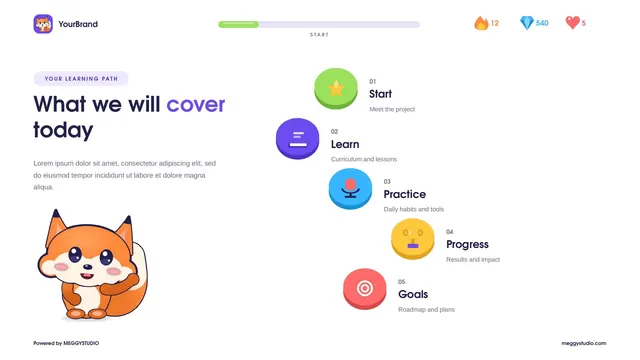 YourBrand
START
12
540
5
YOUR LEARNING PATH
What we will cover
today
Lorem ipsum dolor sit amet, consectetur adipiscing elit, sed
do eiusmod tempor incididunt ut labore et dolore magna
aliqua.
01
Start
Meet the project
02
Learn
Curriculum and lessons
03
Practice
Daily habits and tools
04
Progress
Results and impact
05
Goals
Roadmap and plans
Powered by MEGGYSTUDIO
meggystudio.com